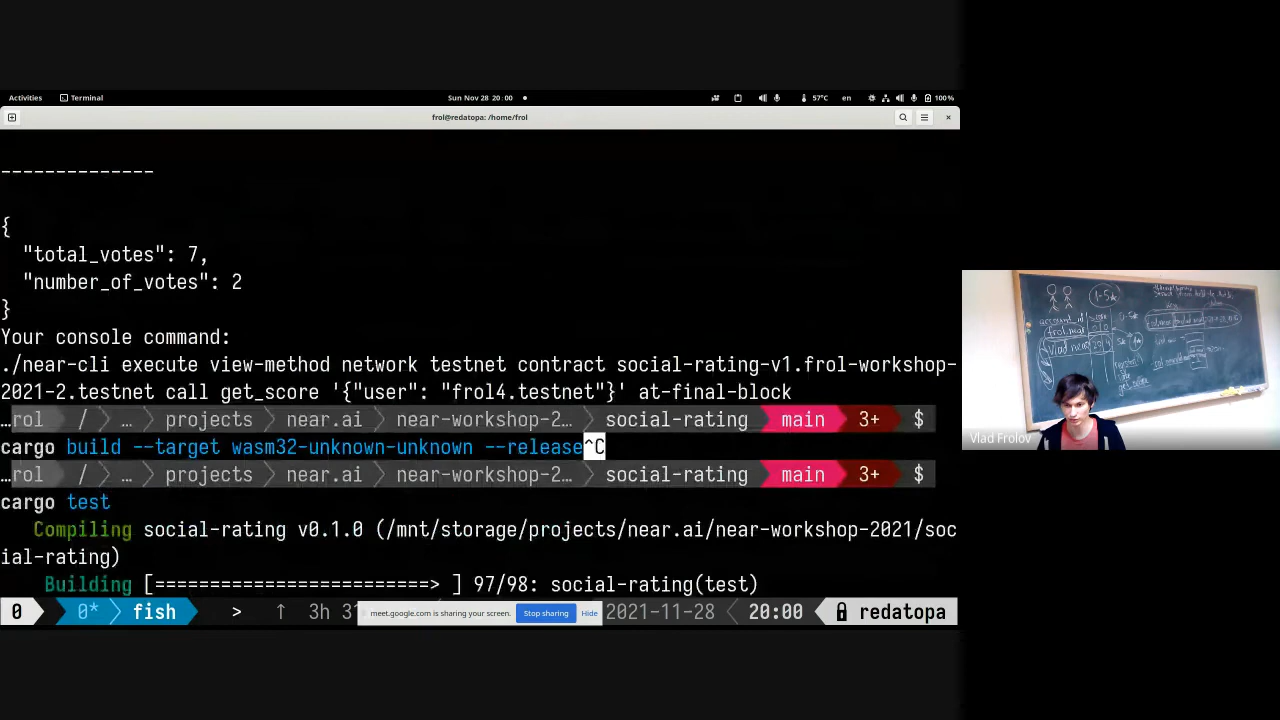 Activities
Terminal
Sun Nov 28 20:00
57°C
en
100%
frol@redatopa: /home/frol
--------------
{
"total_votes": 7,
"number_of_votes": 2
}
Your console command:
./near-cli execute view-method network testnet contract social-rating-v1.frol-workshop-
2021-2.testnet call get_score '{"user": "frol4.testnet"}' at-final-block
…rol / … projects near.ai near-workshop-2… social-rating main 3+ $
cargo build --target wasm32-unknown-unknown --release^C
…rol / … projects near.ai near-workshop-2… social-rating main 3+ $
cargo test
Compiling social-rating v0.1.0 (/mnt/storage/projects/near.ai/near-workshop-2021/soc
ial-rating)
Building [=========================> ] 97/98: social-rating(test)
0 0* fish > ↑ 3h 2021-11-28 20:00 redatopa
meet.google.com is sharing your screen. Stop sharing Hide
1-5
account_id
Vlad Frolov